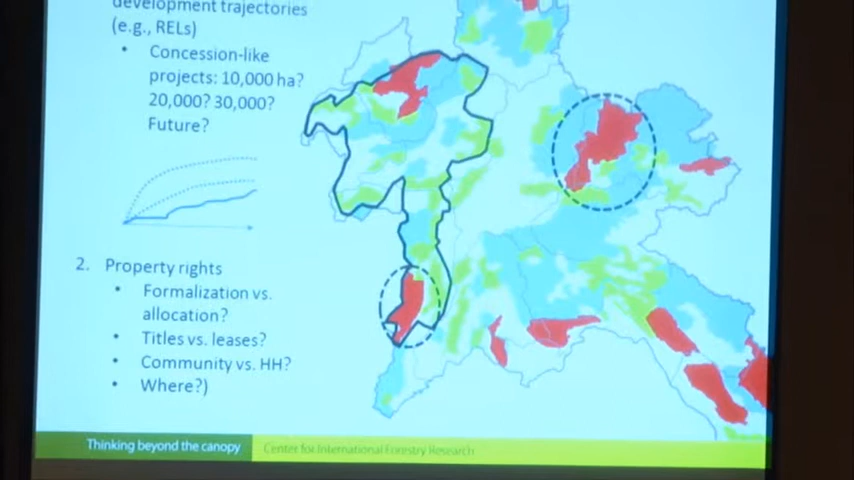 development trajectories
(e.g., RELs)
• Concession-like
projects: 10,000 ha?
20,000? 30,000?
Future?
2. Property rights
• Formalization vs.
allocation?
• Titles vs. leases?
• Community vs. HH?
• Where?)
Thinking beyond the canopy
Center for International Forestry Research